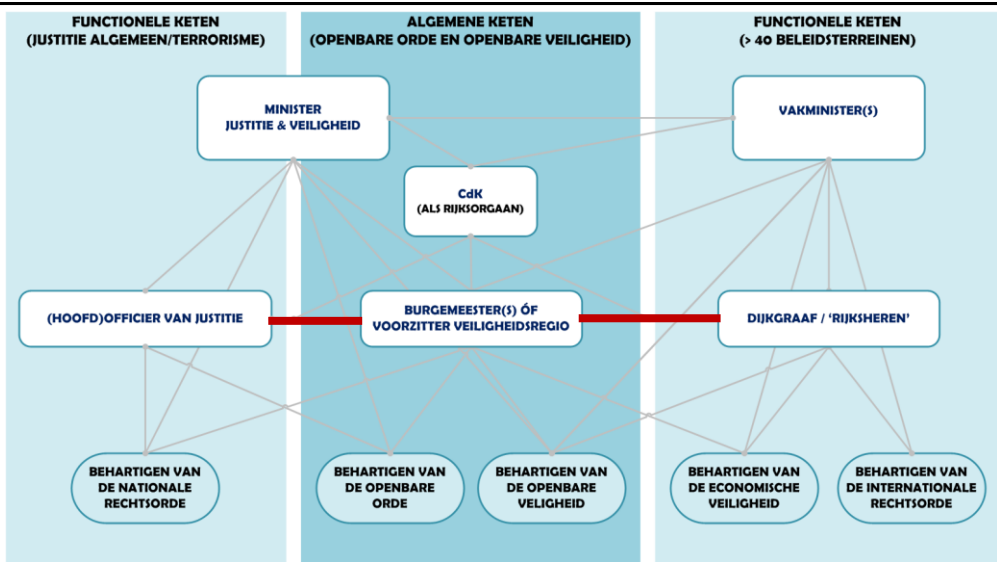 FUNCTIONELE KETEN
(JUSTITIE ALGEMEEN/TERRORISME)
ALGEMENE KETEN
(OPENBARE ORDE EN OPENBARE VEILIGHEID)
FUNCTIONELE KETEN
(> 40 BELEIDSTERREINEN)
MINISTER
JUSTITIE & VEILIGHEID
VAKMINISTER(S)
CdK
(ALS RIJKSORGAAN)
(HOOFD)OFFICIER VAN JUSTITIE
BURGEMEESTER(S) ÓF
VOORZITTER VEILIGHEIDSREGIO
DIJKGRAAF / ‘RIJKSHEREN’
BEHARTIGEN VAN
DE NATIONALE
RECHTSORDE
BEHARTIGEN VAN
DE OPENBARE
ORDE
BEHARTIGEN VAN
DE OPENBARE
VELIGHEID
BEHARTIGEN VAN
DE ECONOMISCHE
VEILIGHEID
BEHARTIGEN VAN
DE INTERNATIONALE
RECHTSORDE